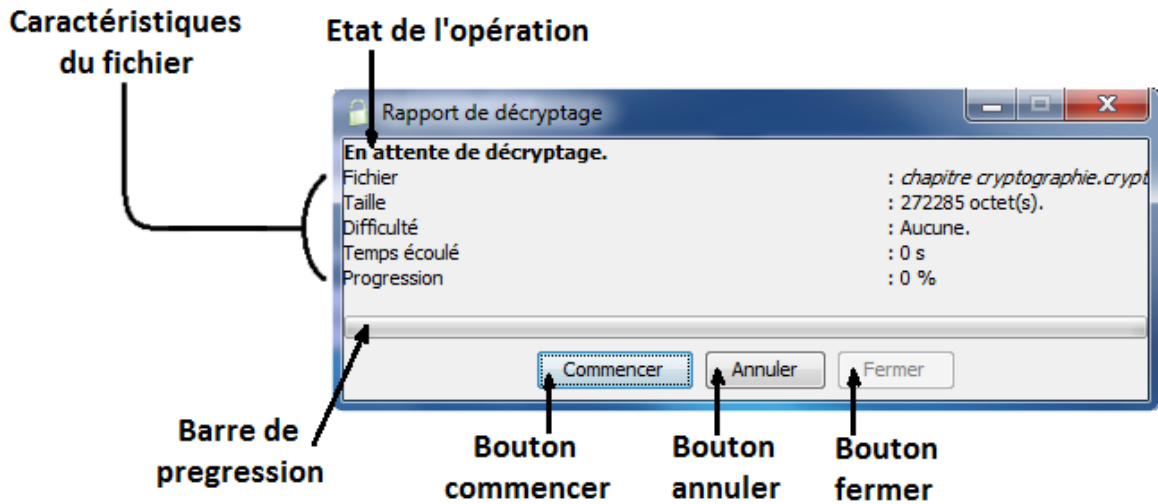 Caractéristiques
du fichier
Etat de l'opération
Rapport de décryptage
En attente de décryptage.
Fichier : chapitre cryptographie.crypt
Taille : 272285 octet(s).
Difficulté : Aucune.
Temps écoulé : 0 s
Progression : 0 %
Commencer Annuler Fermer
Barre de
pregression
Bouton
commencer
Bouton
annuler
Bouton
fermer